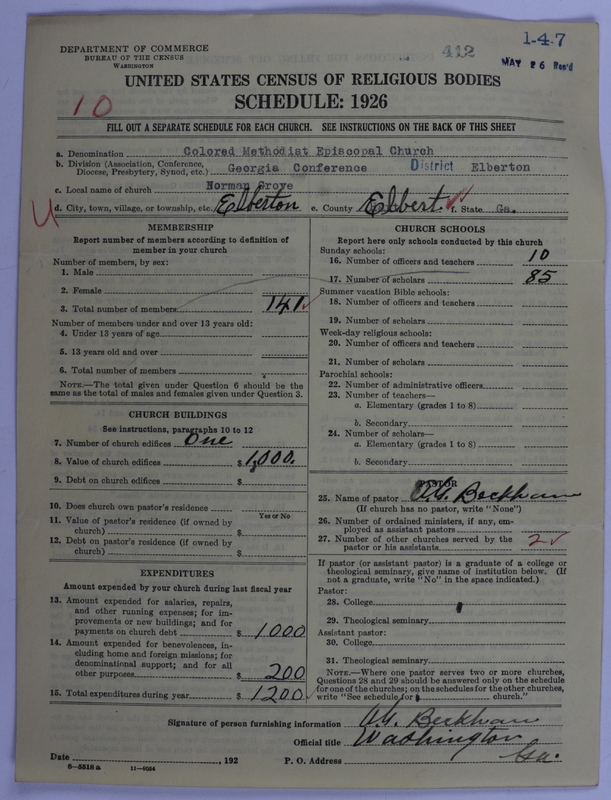 DEPARTMENT OF COMMERCE
BUREAU OF THE CENSUS
WASHINGTON
412
1-4-7
MAY 26 Rec'd
UNITED STATES CENSUS OF RELIGIOUS BODIES
SCHEDULE: 1926
10
FILL OUT A SEPARATE SCHEDULE FOR EACH CHURCH. SEE INSTRUCTIONS ON THE BACK OF THIS SHEET
a. Denomination Colored Methodist Episcopal Church
b. Division (Association, Conference, Diocese, Presbytery, Synod, etc.) Georgia Conference District Elberton
c. Local name of church Norman Grove
d. City, town, village, or township, etc. Elberton e. County Elbert f. State Ga.
MEMBERSHIP
Report number of members according to definition of
member in your church
Number of members, by sex:
1. Male
2. Female
3. Total number of members 141
Number of members under and over 13 years old:
4. Under 13 years of age
5. 13 years old and over
6. Total number of members
NOTE.—The total given under Question 6 should be the
same as the total of males and females given under Question 3.
CHURCH BUILDINGS
See instructions, paragraphs 10 to 12
7. Number of church edifices One
8. Value of church edifices $ 1,000.
9. Debt on church edifices $
10. Does church own pastor's residence
Yes or No
11. Value of pastor's residence (if owned by
church) $
12. Debt on pastor's residence (if owned by
church) $
EXPENDITURES
Amount expended by your church during last fiscal year
13. Amount expended for salaries, repairs,
and other running expenses; for im-
provements or new buildings; and for
payments on church debt $ 1000
14. Amount expended for benevolences, in-
cluding home and foreign missions; for
denominational support; and for all
other purposes $ 200
15. Total expenditures during year $ 1200
CHURCH SCHOOLS
Report here only schools conducted by this church
Sunday schools:
16. Number of officers and teachers 10
17. Number of scholars 85
Summer vacation Bible schools:
18. Number of officers and teachers
19. Number of scholars
Week-day religious schools:
20. Number of officers and teachers
21. Number of scholars
Parochial schools:
22. Number of administrative officers
23. Number of teachers—
a. Elementary (grades 1 to 8)
b. Secondary
24. Number of scholars—
a. Elementary (grades 1 to 8)
b. Secondary
PASTOR
25. Name of pastor Beckham
(If church has no pastor, write "None")
26. Number of ordained ministers, if any, em-
ployed as assistant pastors
27. Number of other churches served by the
pastor or his assistants 2
If pastor (or assistant pastor) is a graduate of a college or
theological seminary, give name of institution below. (If
not a graduate, write "No" in the space indicated.)
Pastor:
28. College
29. Theological seminary
Assistant pastor:
30. College
31. Theological seminary
NOTE.—Where one pastor serves two or more churches,
Questions 28 and 29 should be answered only on the schedule
for one of the churches; on the schedules for the other churches,
write "See schedule for church."
Signature of person furnishing information Beckham
Official title Washington
Date , 192 P. O. Address Ga.
8-5518 a 11-9054